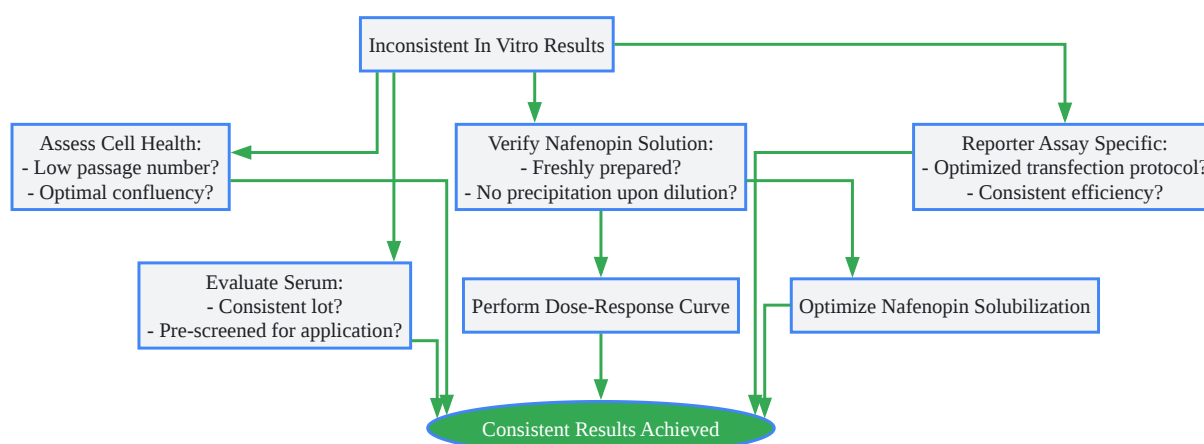 Inconsistent In Vitro Results
Assess Cell Health:
- Low passage number?
- Optimal confluency?
Verify Nafenopin Solution:
- Freshly prepared?
- No precipitation upon dilution?
Reporter Assay Specific:
- Optimized transfection protocol?
- Consistent efficiency?
Evaluate Serum:
- Consistent lot?
- Pre-screened for application?
Perform Dose-Response Curve
Optimize Nafenopin Solubilization
Consistent Results Achieved